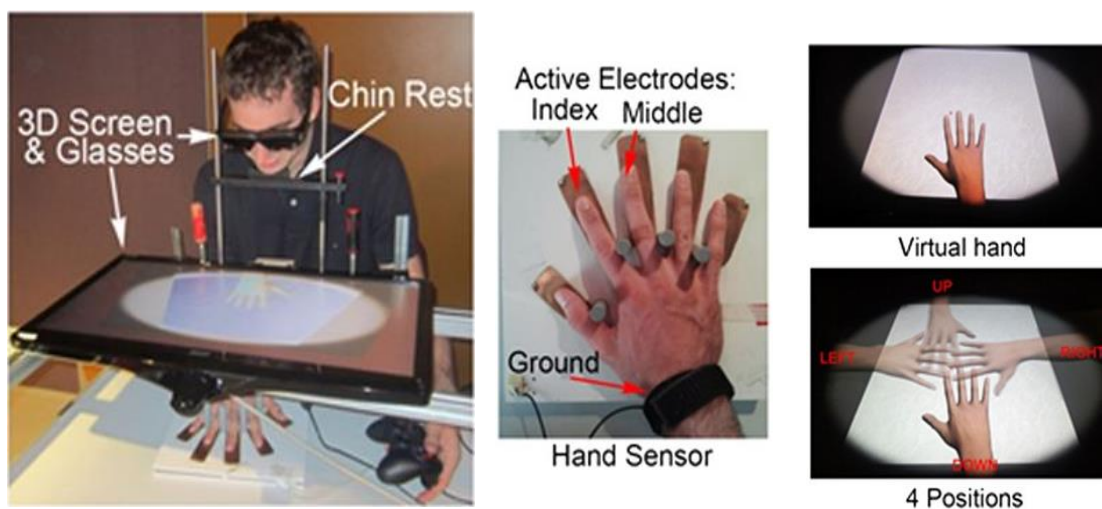 3D Screen
& Glasses
Chin Rest
Active Electrodes:
Index Middle
Ground
Hand Sensor
Virtual hand
UP
LEFT
RIGHT
DOWN
4 Positions